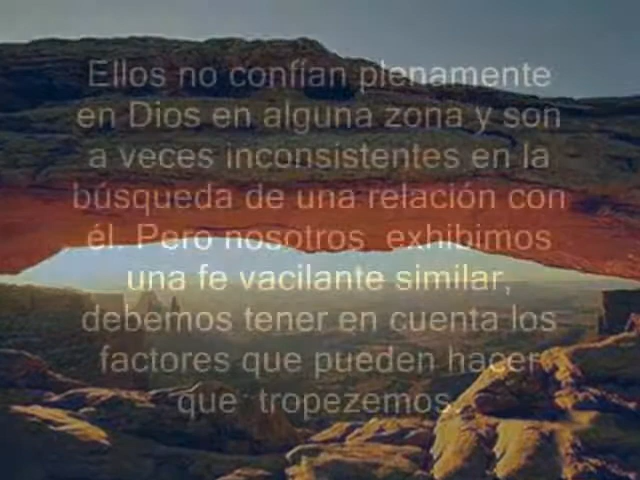 Ellos no confían plenamente
en Dios en alguna zona y son
a veces inconsistentes en la
búsqueda de una relación con
él. Pero nosotros exhibimos
una fe vacilante similar,
debemos tener en cuenta los
factores que pueden hacer
que tropezemos.